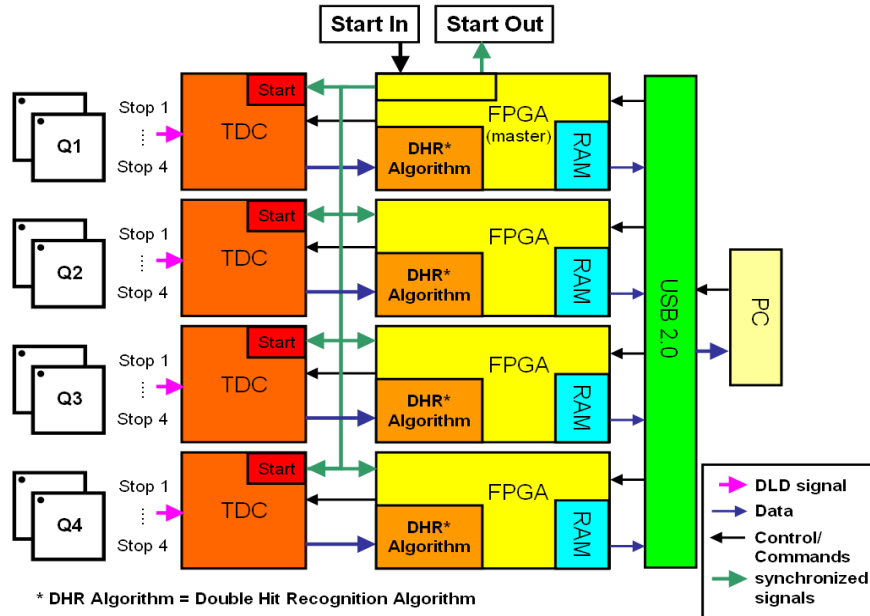 Start In
Start Out
Q1
Stop 1
...
Stop 4
TDC
Start
FPGA
(master)
DHR*
Algorithm
RAM
Q2
Stop 1
...
Stop 4
TDC
Start
FPGA
DHR*
Algorithm
RAM
Q3
Stop 1
...
Stop 4
TDC
Start
FPGA
DHR*
Algorithm
RAM
Q4
Stop 1
...
Stop 4
TDC
Start
FPGA
DHR*
Algorithm
RAM
USB 2.0
PC
DLD signal
Data
Control/
Commands
synchronized
signals
* DHR Algorithm = Double Hit Recognition Algorithm